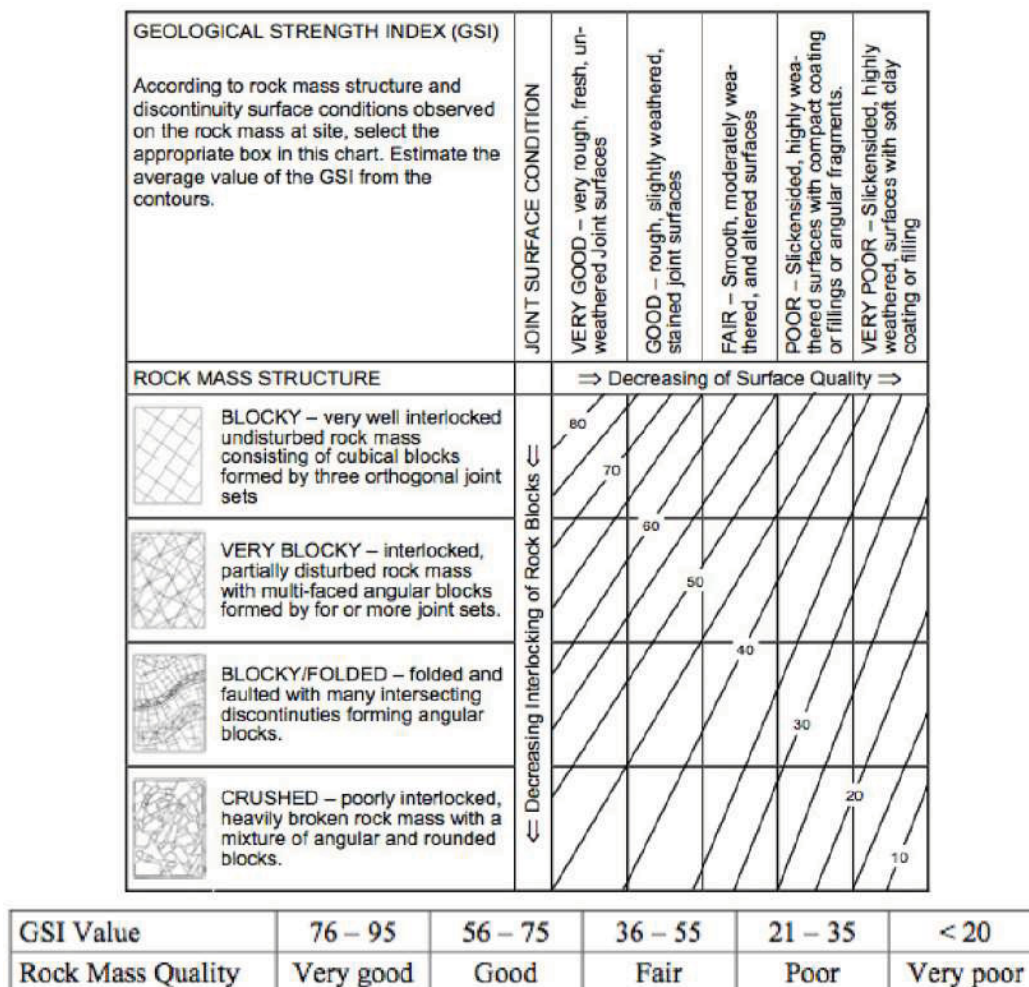 GEOLOGICAL STRENGTH INDEX (GSI)
According to rock mass structure and
discontinuity surface conditions observed
on the rock mass at site, select the
appropriate box in this chart. Estimate the
average value of the GSI from the
contours.
JOINT SURFACE CONDITION
VERY GOOD – very rough, fresh, un-
weathered Joint surfaces
GOOD – rough, slightly weathered,
stained joint surfaces
FAIR – Smooth, moderately wea-
thered, and altered surfaces
POOR – Slickensided, highly wea-
thered surfaces with compact coating
or fillings or angular fragments.
VERY POOR – Slickensided, highly
weathered, surfaces with soft clay
coating or filling
ROCK MASS STRUCTURE
⇒ Decreasing of Surface Quality ⇒
BLOCKY – very well interlocked
undisturbed rock mass
consisting of cubical blocks
formed by three orthogonal joint
sets
VERY BLOCKY – interlocked,
partially disturbed rock mass
with multi-faced angular blocks
formed by for or more joint sets.
BLOCKY/FOLDED – folded and
faulted with many intersecting
discontinuties forming angular
blocks.
CRUSHED – poorly interlocked,
heavily broken rock mass with a
mixture of angular and rounded
blocks.
⇐ Decreasing Interlocking of Rock Blocks ⇐
80
70
60
50
40
30
20
10
GSI Value 76 – 95 56 – 75 36 – 55 21 – 35 < 20
Rock Mass Quality Very good Good Fair Poor Very poor